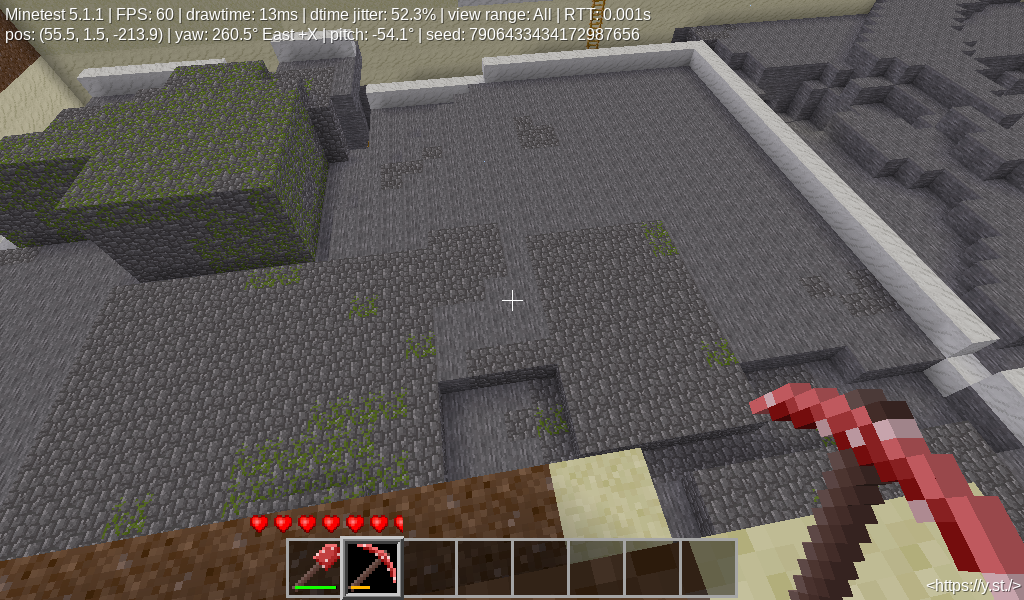 Minetest 5.1.1 | FPS: 60 | drawtime: 13ms | dtime jitter: 52.3% | view range: All | RTT: 0.001s
pos: (55.5, 1.5, -213.9) | yaw: 260.5° East +X | pitch: -54.1° | seed: 7906433434172987656
<https://y.st./>